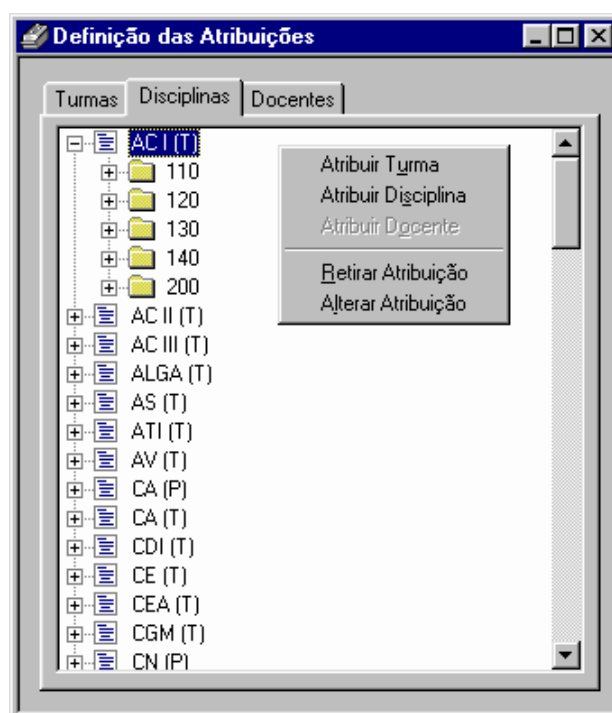 Definição das Atribuições
Turmas Disciplinas Docentes
AC I (T)
110
120
130
140
200
AC II (T)
AC III (T)
ALGA (T)
AS (T)
ATI (T)
AV (T)
CA (P)
CA (T)
CDI (T)
CE (T)
CEA (T)
CGM (T)
CN (P)
Atribuir Turma
Atribuir Disciplina
Atribuir Docente
Retirar Atribuição
Alterar Atribuição